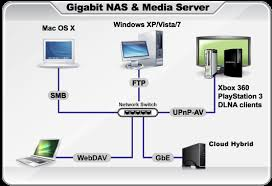 Gigabit NAS & Media Server
Mac OS X
Windows XP/Vista/7
SMB
FTP
Xbox 360
PlayStation 3
DLNA clients
Network Switch
UPnP-AV
WebDAV
GbE
Cloud Hybrid